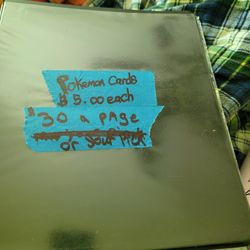 Pokemon Cards
$5.00 each
$30 a page
or your Pick